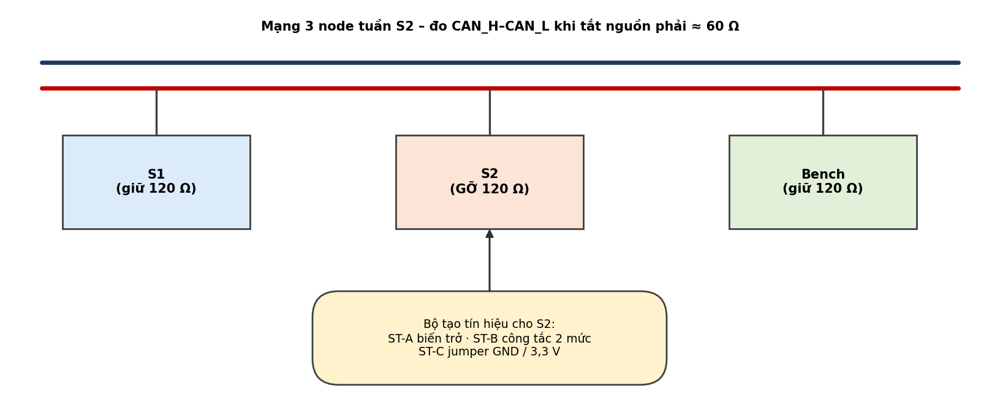 Mạng 3 node tuần S2 – đo CAN_H–CAN_L khi tắt nguồn phải ≈ 60 Ω
S1
(giữ 120 Ω)
S2
(GỠ 120 Ω)
Bench
(giữ 120 Ω)
Bộ tạo tín hiệu cho S2:
ST-A biến trở · ST-B công tắc 2 mức
ST-C jumper GND / 3,3 V